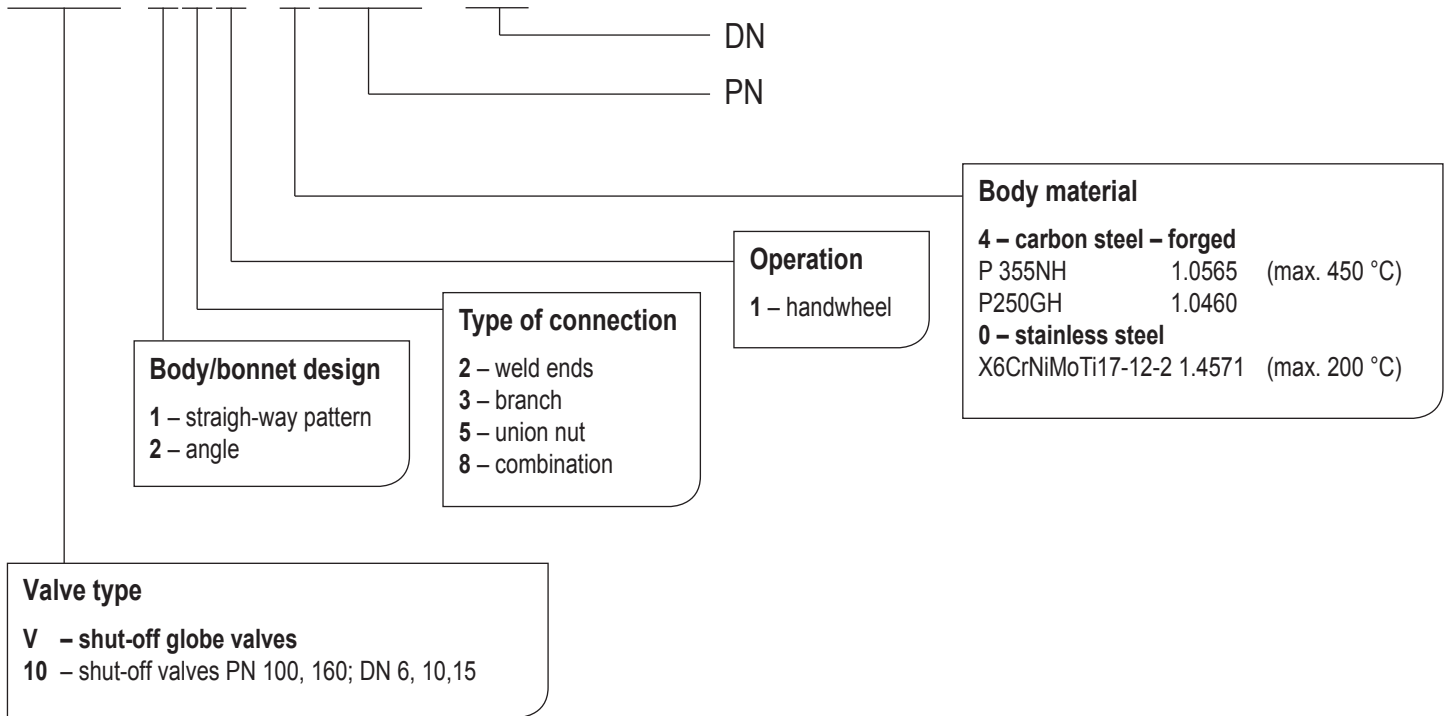 DN
PN
Body material
4 – carbon steel – forged
P 355NH 1.0565 (max. 450 °C)
P250GH 1.0460
0 – stainless steel
X6CrNiMoTi17-12-2 1.4571 (max. 200 °C)
Operation
1 – handwheel
Type of connection
2 – weld ends
3 – branch
5 – union nut
8 – combination
Body/bonnet design
1 – straigh-way pattern
2 – angle
Valve type
V – shut-off globe valves
10 – shut-off valves PN 100, 160; DN 6, 10,15